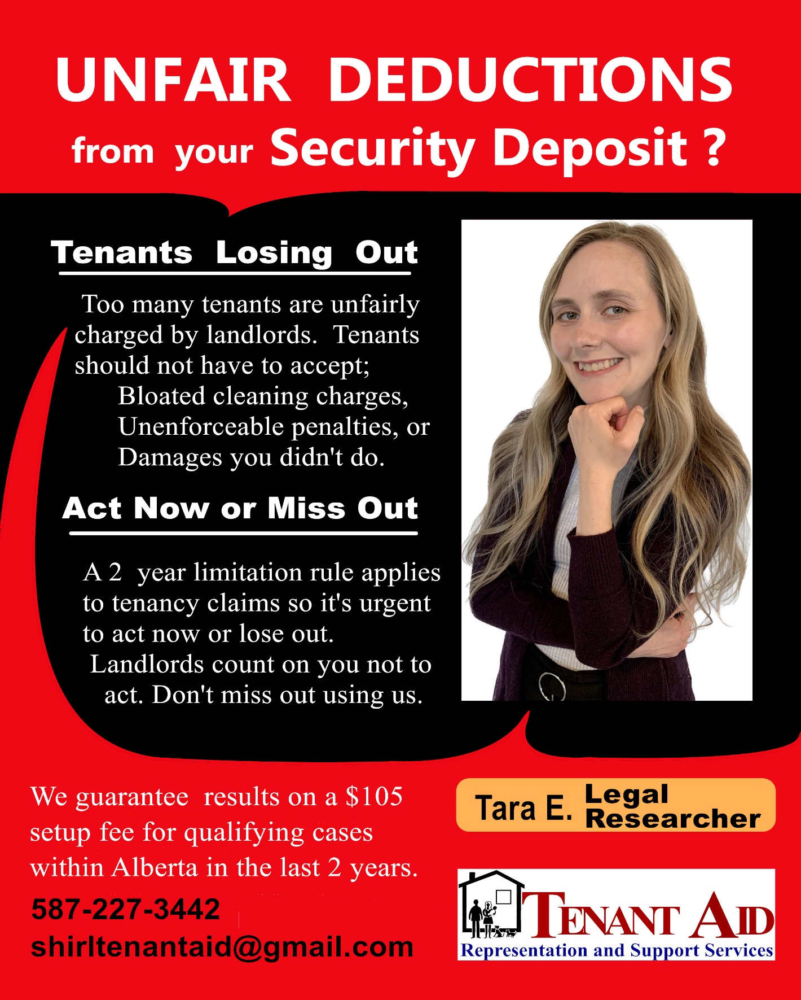 UNFAIR DEDUCTIONS
from your Security Deposit ?
Tenants Losing Out
Too many tenants are unfairly
charged by landlords. Tenants
should not have to accept;
Bloated cleaning charges,
Unenforceable penalties, or
Damages you didn't do.
Act Now or Miss Out
A 2 year limitation rule applies
to tenancy claims so it's urgent
to act now or lose out.
Landlords count on you not to
act. Don't miss out using us.
We guarantee results on a $105
setup fee for qualifying cases
within Alberta in the last 2 years.
587-227-3442
shirltenantaid@gmail.com
Tara E. Legal
Researcher
TENANT AID
Representation and Support Services